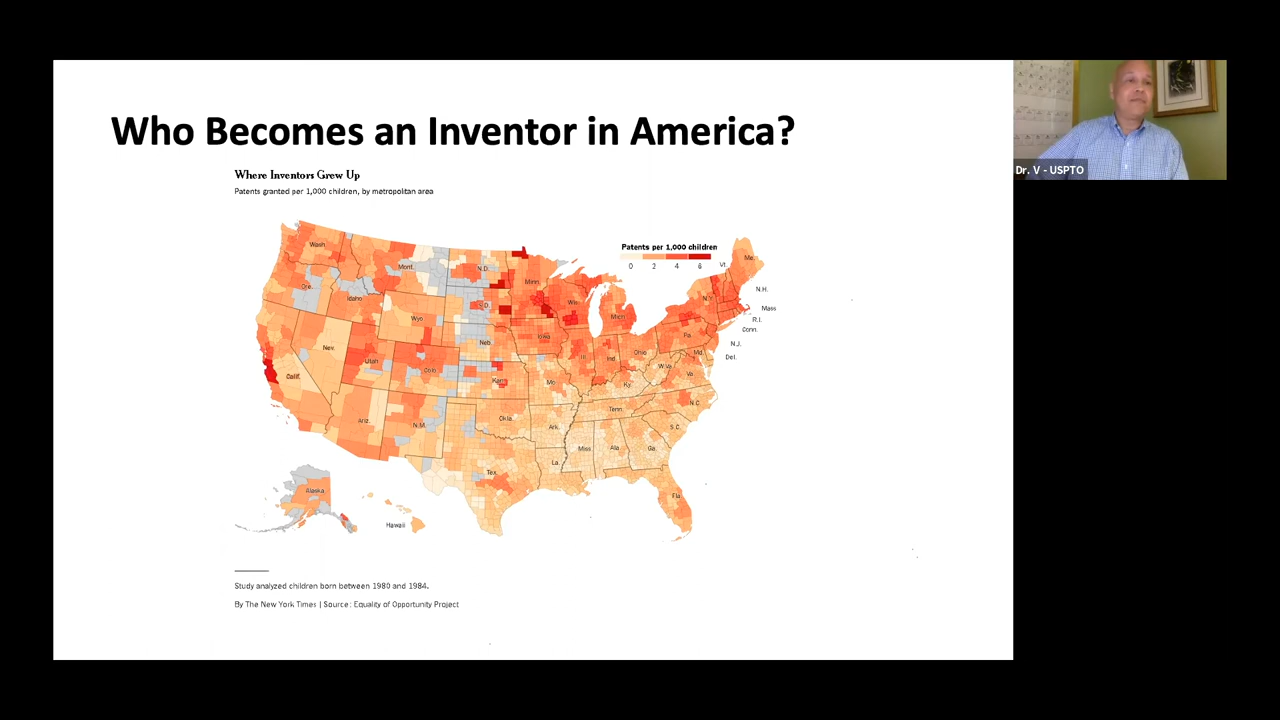 Who Becomes an Inventor in America?
Where Inventors Grew Up
Patents granted per 1,000 children, by metropolitan area
Patents per 1,000 children
0 2 4 6
Wash.
Mont.
N.D.
Minn.
Vt.
Me.
Ore.
Idaho
Wyo.
S.D.
Wis.
Mich.
N.Y.
N.H.
Mass
R.I.
Conn.
N.J.
Del.
Nev.
Utah
Colo.
Neb.
Iowa
Ill.
Ind.
Ohio
Pa.
Md.
Calif.
Kan.
Mo.
Ky.
W.Va.
Va.
Ariz.
N.M.
Okla.
Ark.
Tenn.
N.C.
S.C.
Tex.
La.
Miss
Ala.
Ga.
Fla.
Alaska
Hawaii
Study analyzed children born between 1980 and 1984.
By The New York Times | Source: Equality of Opportunity Project
Dr. V - USPTO